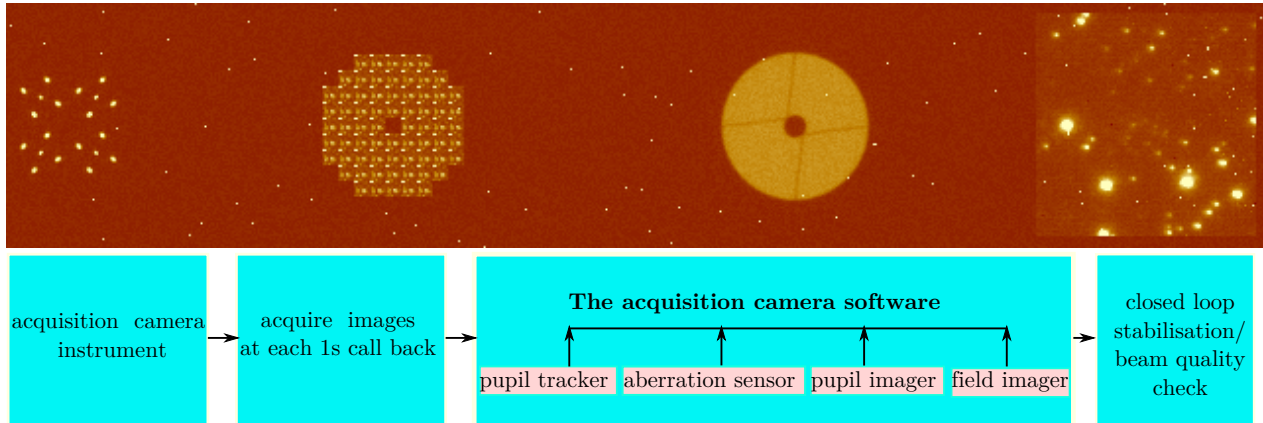 acquisition camera
instrument
acquire images
at each 1s call back
The acquisition camera software
pupil tracker
aberration sensor
pupil imager
field imager
closed loop
stabilisation/
beam quality
check